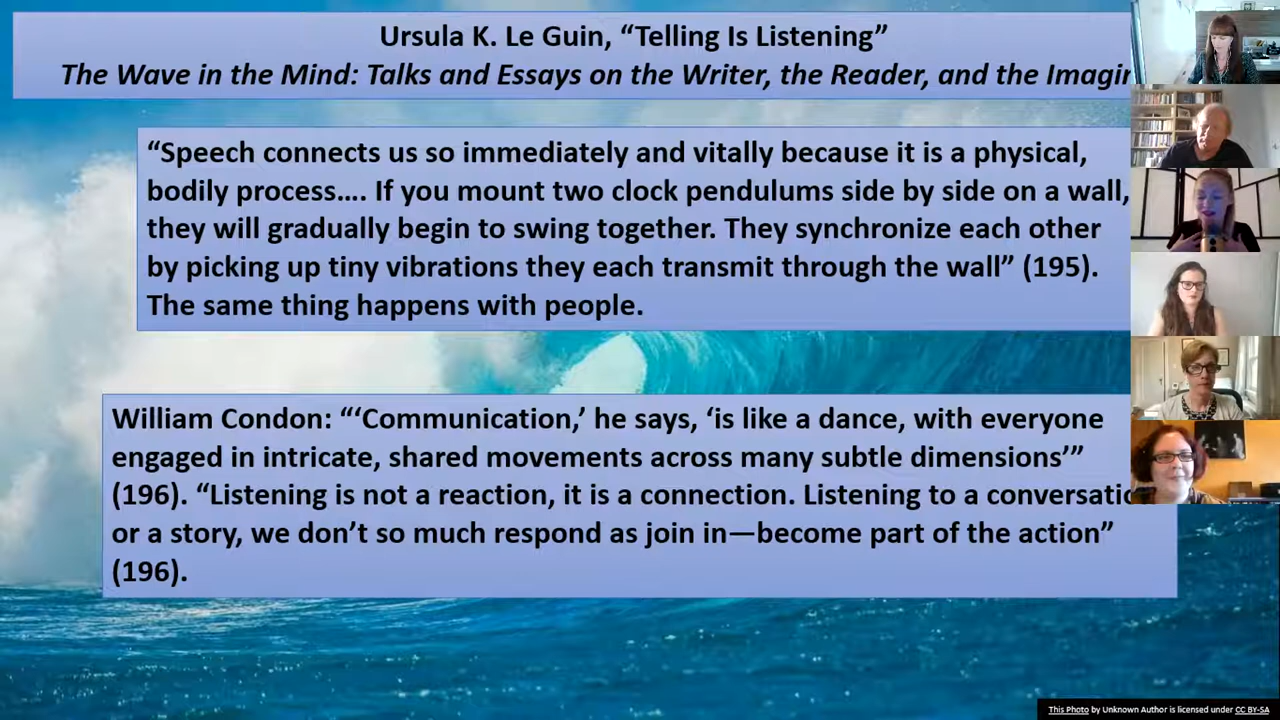 Ursula K. Le Guin, “Telling Is Listening”
The Wave in the Mind: Talks and Essays on the Writer, the Reader, and the Imagin
“Speech connects us so immediately and vitally because it is a physical,
bodily process…. If you mount two clock pendulums side by side on a wall,
they will gradually begin to swing together. They synchronize each other
by picking up tiny vibrations they each transmit through the wall” (195).
The same thing happens with people.
William Condon: “‘Communication,’ he says, ‘is like a dance, with everyone
engaged in intricate, shared movements across many subtle dimensions’”
(196). “Listening is not a reaction, it is a connection. Listening to a conversatio
or a story, we don’t so much respond as join in—become part of the action”
(196).
This Photo by Unknown Author is licensed under CC BY-SA